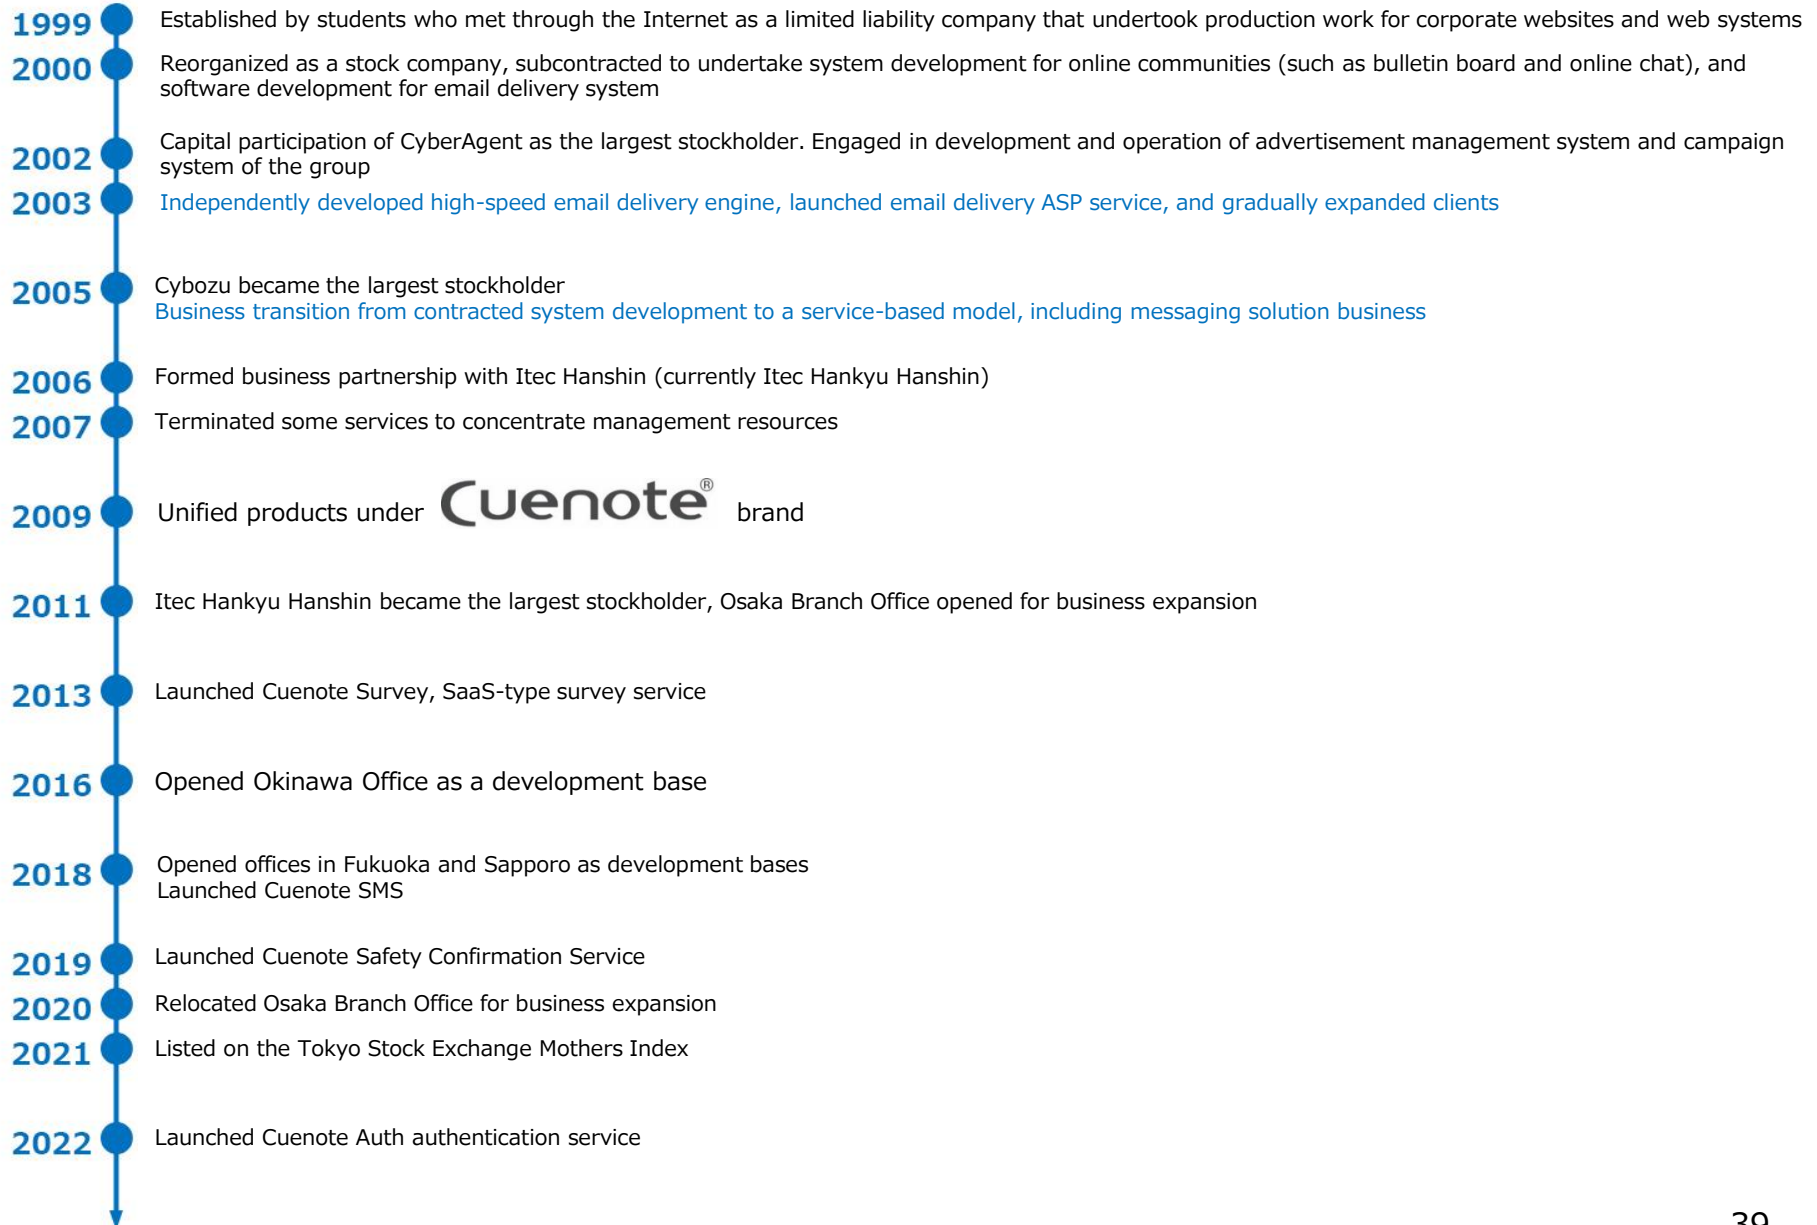 1999 Established by students who met through the Internet as a limited liability company that undertook production work for corporate websites and web systems
2000 Reorganized as a stock company, subcontracted to undertake system development for online communities (such as bulletin board and online chat), and
software development for email delivery system
2002 Capital participation of CyberAgent as the largest stockholder. Engaged in development and operation of advertisement management system and campaign
system of the group
2003 Independently developed high-speed email delivery engine, launched email delivery ASP service, and gradually expanded clients
2005 Cybozu became the largest stockholder
Business transition from contracted system development to a service-based model, including messaging solution business
2006 Formed business partnership with Itec Hanshin (currently Itec Hankyu Hanshin)
2007 Terminated some services to concentrate management resources
2009 Unified products under Cuenote® brand
2011 Itec Hankyu Hanshin became the largest stockholder, Osaka Branch Office opened for business expansion
2013 Launched Cuenote Survey, SaaS-type survey service
2016 Opened Okinawa Office as a development base
2018 Opened offices in Fukuoka and Sapporo as development bases
Launched Cuenote SMS
2019 Launched Cuenote Safety Confirmation Service
2020 Relocated Osaka Branch Office for business expansion
2021 Listed on the Tokyo Stock Exchange Mothers Index
2022 Launched Cuenote Auth authentication service
39